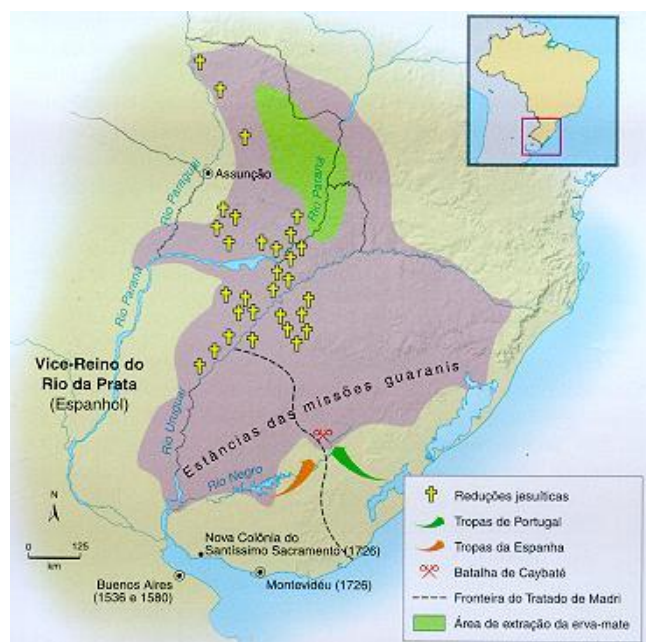 Rio Paraguai
Assunção
Rio Paraná
Rio Paraná
Vice-Reino do
Rio da Prata
(Espanhol)
Estâncias das missões guaranis
Rio Uruguai
Rio Negro
N
0 125
km
Nova Colônia do
Santíssimo Sacramento (1726)
Buenos Aires
(1536 e 1580)
Montevidéu (1726)
Reduções jesuíticas
Tropas de Portugal
Tropas da Espanha
Batalha de Caybaté
Fronteira do Tratado de Madri
Área de extração da erva-mate